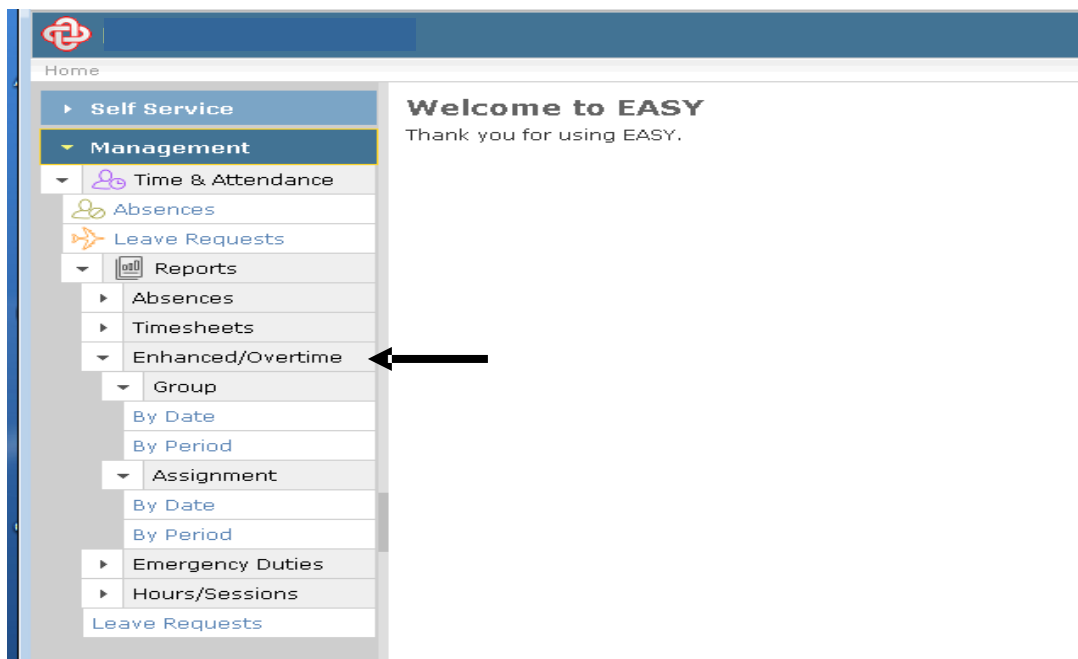 Home
Self Service
Welcome to EASY
Thank you for using EASY.
Management
Time & Attendance
Absences
Leave Requests
Reports
Absences
Timesheets
Enhanced/Overtime
Group
By Date
By Period
Assignment
By Date
By Period
Emergency Duties
Hours/Sessions
Leave Requests